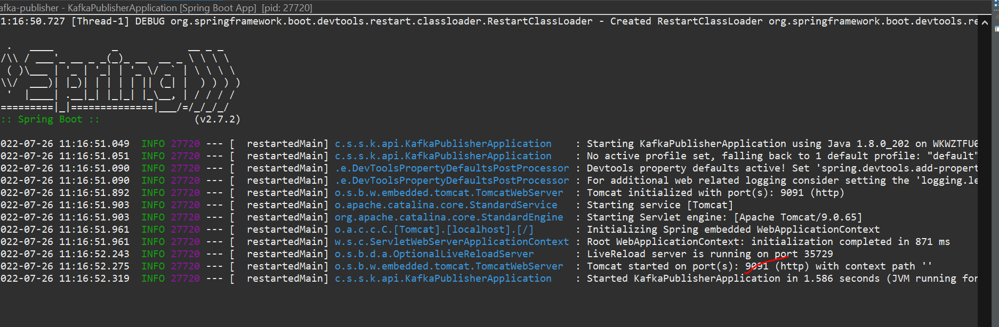 afka-publisher - KafkaPublisherApplication [Spring Boot App] [pid: 27720]
1:16:50.727 [Thread-1] DEBUG org.springframework.boot.devtools.restart.classloader.RestartClassLoader - Created RestartClassLoader org.springframework.boot.devtools.re
  .   ____          _            __ _ _
/\\ / ___'_ __ _ _(_)_ __  __ _ \ \ \ \
 ( )\___ | '_ | '_| | '_ \/ _` | \ \ \ \
\\/  ___)| |_)| | | | | || (_| |  ) ) ) )
 '  |____| .__|_| |_|_| |_\__, | / / / /
=========|_|==============|___/=/_/_/_/
:: Spring Boot ::                (v2.7.2)
022-07-26 11:16:51.049  INFO 27720 --- [  restartedMain] c.s.s.k.api.KafkaPublisherApplication    : Starting KafkaPublisherApplication using Java 1.8.0_202 on WKWZTFU0
022-07-26 11:16:51.051  INFO 27720 --- [  restartedMain] c.s.s.k.api.KafkaPublisherApplication    : No active profile set, falling back to 1 default profile: "default"
022-07-26 11:16:51.090  INFO 27720 --- [  restartedMain] .e.DevToolsPropertyDefaultsPostProcessor : Devtools property defaults active! Set 'spring.devtools.add-propert
022-07-26 11:16:51.090  INFO 27720 --- [  restartedMain] .e.DevToolsPropertyDefaultsPostProcessor : For additional web related logging consider setting the 'logging.le
022-07-26 11:16:51.892  INFO 27720 --- [  restartedMain] o.s.b.w.embedded.tomcat.TomcatWebServer  : Tomcat initialized with port(s): 9091 (http)
022-07-26 11:16:51.903  INFO 27720 --- [  restartedMain] o.apache.catalina.core.StandardService   : Starting service [Tomcat]
022-07-26 11:16:51.903  INFO 27720 --- [  restartedMain] org.apache.catalina.core.StandardEngine  : Starting Servlet engine: [Apache Tomcat/9.0.65]
022-07-26 11:16:51.961  INFO 27720 --- [  restartedMain] o.a.c.c.C.[Tomcat].[localhost].[/]       : Initializing Spring embedded WebApplicationContext
022-07-26 11:16:51.961  INFO 27720 --- [  restartedMain] w.s.c.ServletWebServerApplicationContext : Root WebApplicationContext: initialization completed in 871 ms
022-07-26 11:16:52.243  INFO 27720 --- [  restartedMain] o.s.b.d.a.OptionalLiveReloadServer       : LiveReload server is running on port 35729
022-07-26 11:16:52.275  INFO 27720 --- [  restartedMain] o.s.b.w.embedded.tomcat.TomcatWebServer  : Tomcat started on port(s): 9091 (http) with context path ''
022-07-26 11:16:52.319  INFO 27720 --- [  restartedMain] c.s.s.k.api.KafkaPublisherApplication    : Started KafkaPublisherApplication in 1.586 seconds (JVM running for